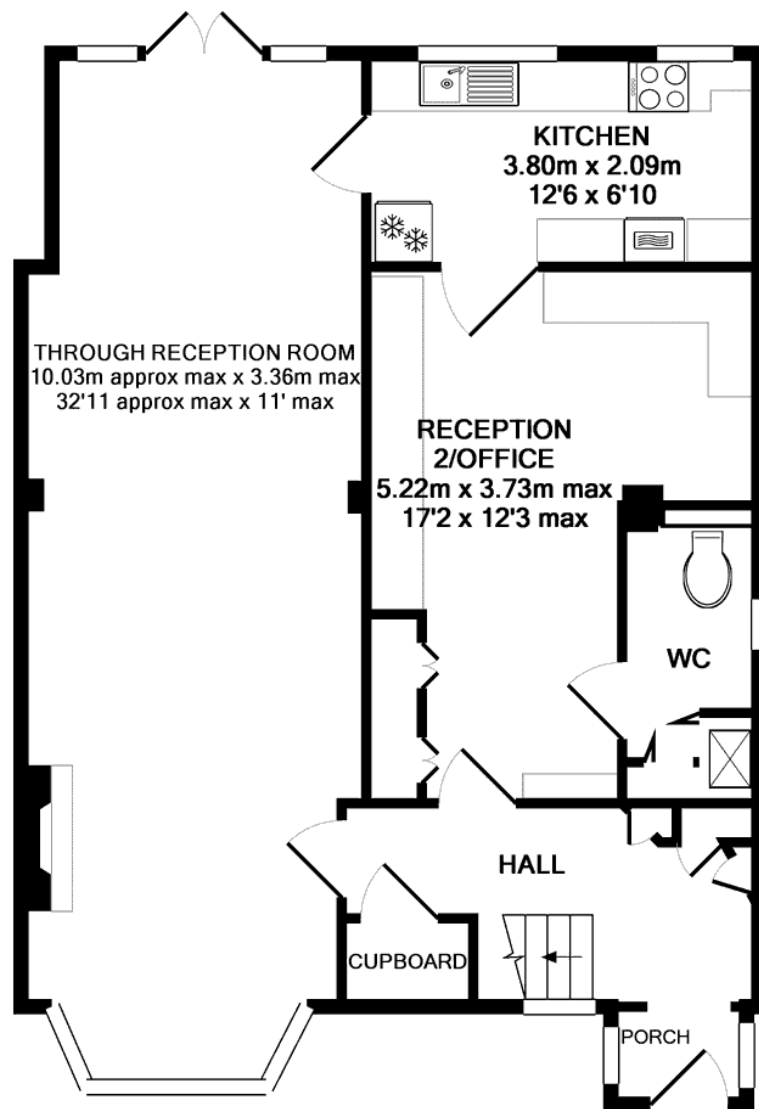 KITCHEN
3.80m x 2.09m
12'6 x 6'10
THROUGH RECEPTION ROOM
10.03m approx max x 3.36m max
32'11 approx max x 11' max
RECEPTION
2/OFFICE
5.22m x 3.73m max
17'2 x 12'3 max
WC
HALL
CUPBOARD
PORCH